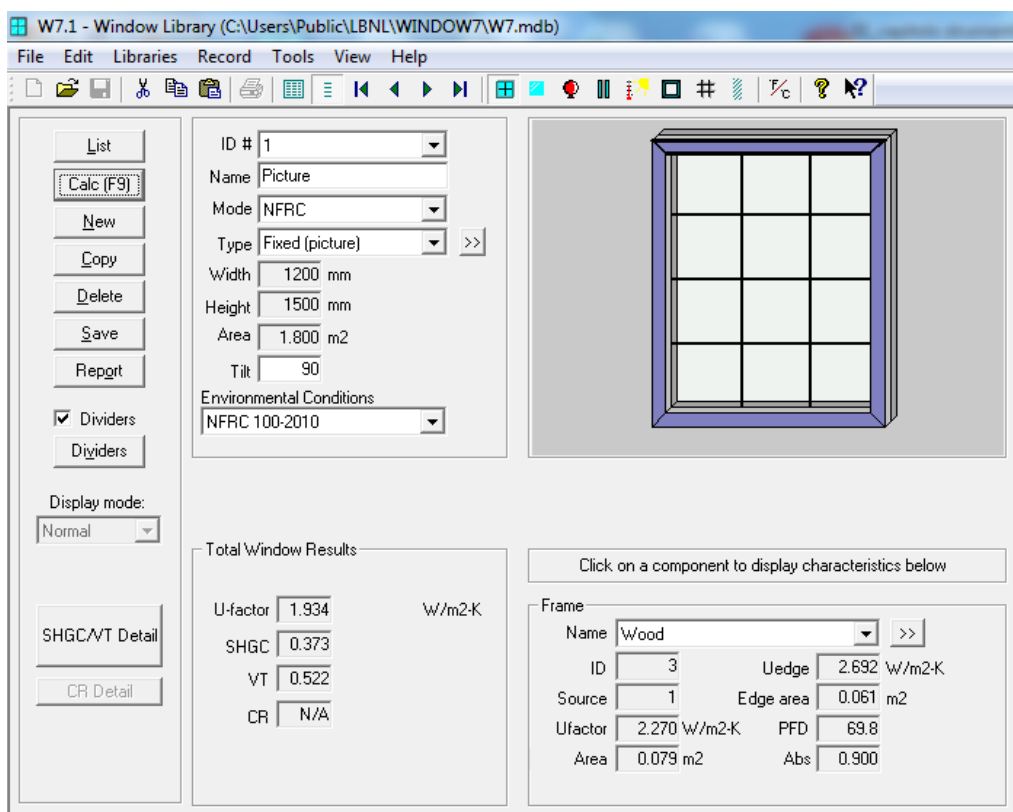 W7.1 - Window Library (C:\Users\Public\LBNL\WINDOW7\W7.mdb)
File Edit Libraries Record Tools View Help
List
Calc (F9)
New
Copy
Delete
Save
Report
Dividers
Dividers
Display mode:
Normal
SHGC/VT Detail
CR Detail
ID # 1
Name Picture
Mode NFRC
Type Fixed (picture) >>
Width 1200 mm
Height 1500 mm
Area 1.800 m2
Tilt 90
Environmental Conditions
NFRC 100-2010
Total Window Results
U-factor 1.934 W/m2-K
SHGC 0.373
VT 0.522
CR N/A
Click on a component to display characteristics below
Frame
Name Wood >>
ID 3 Uedge 2.692 W/m2-K
Source 1 Edge area 0.061 m2
Ufactor 2.270 W/m2-K PFD 69.8
Area 0.079 m2 Abs 0.900